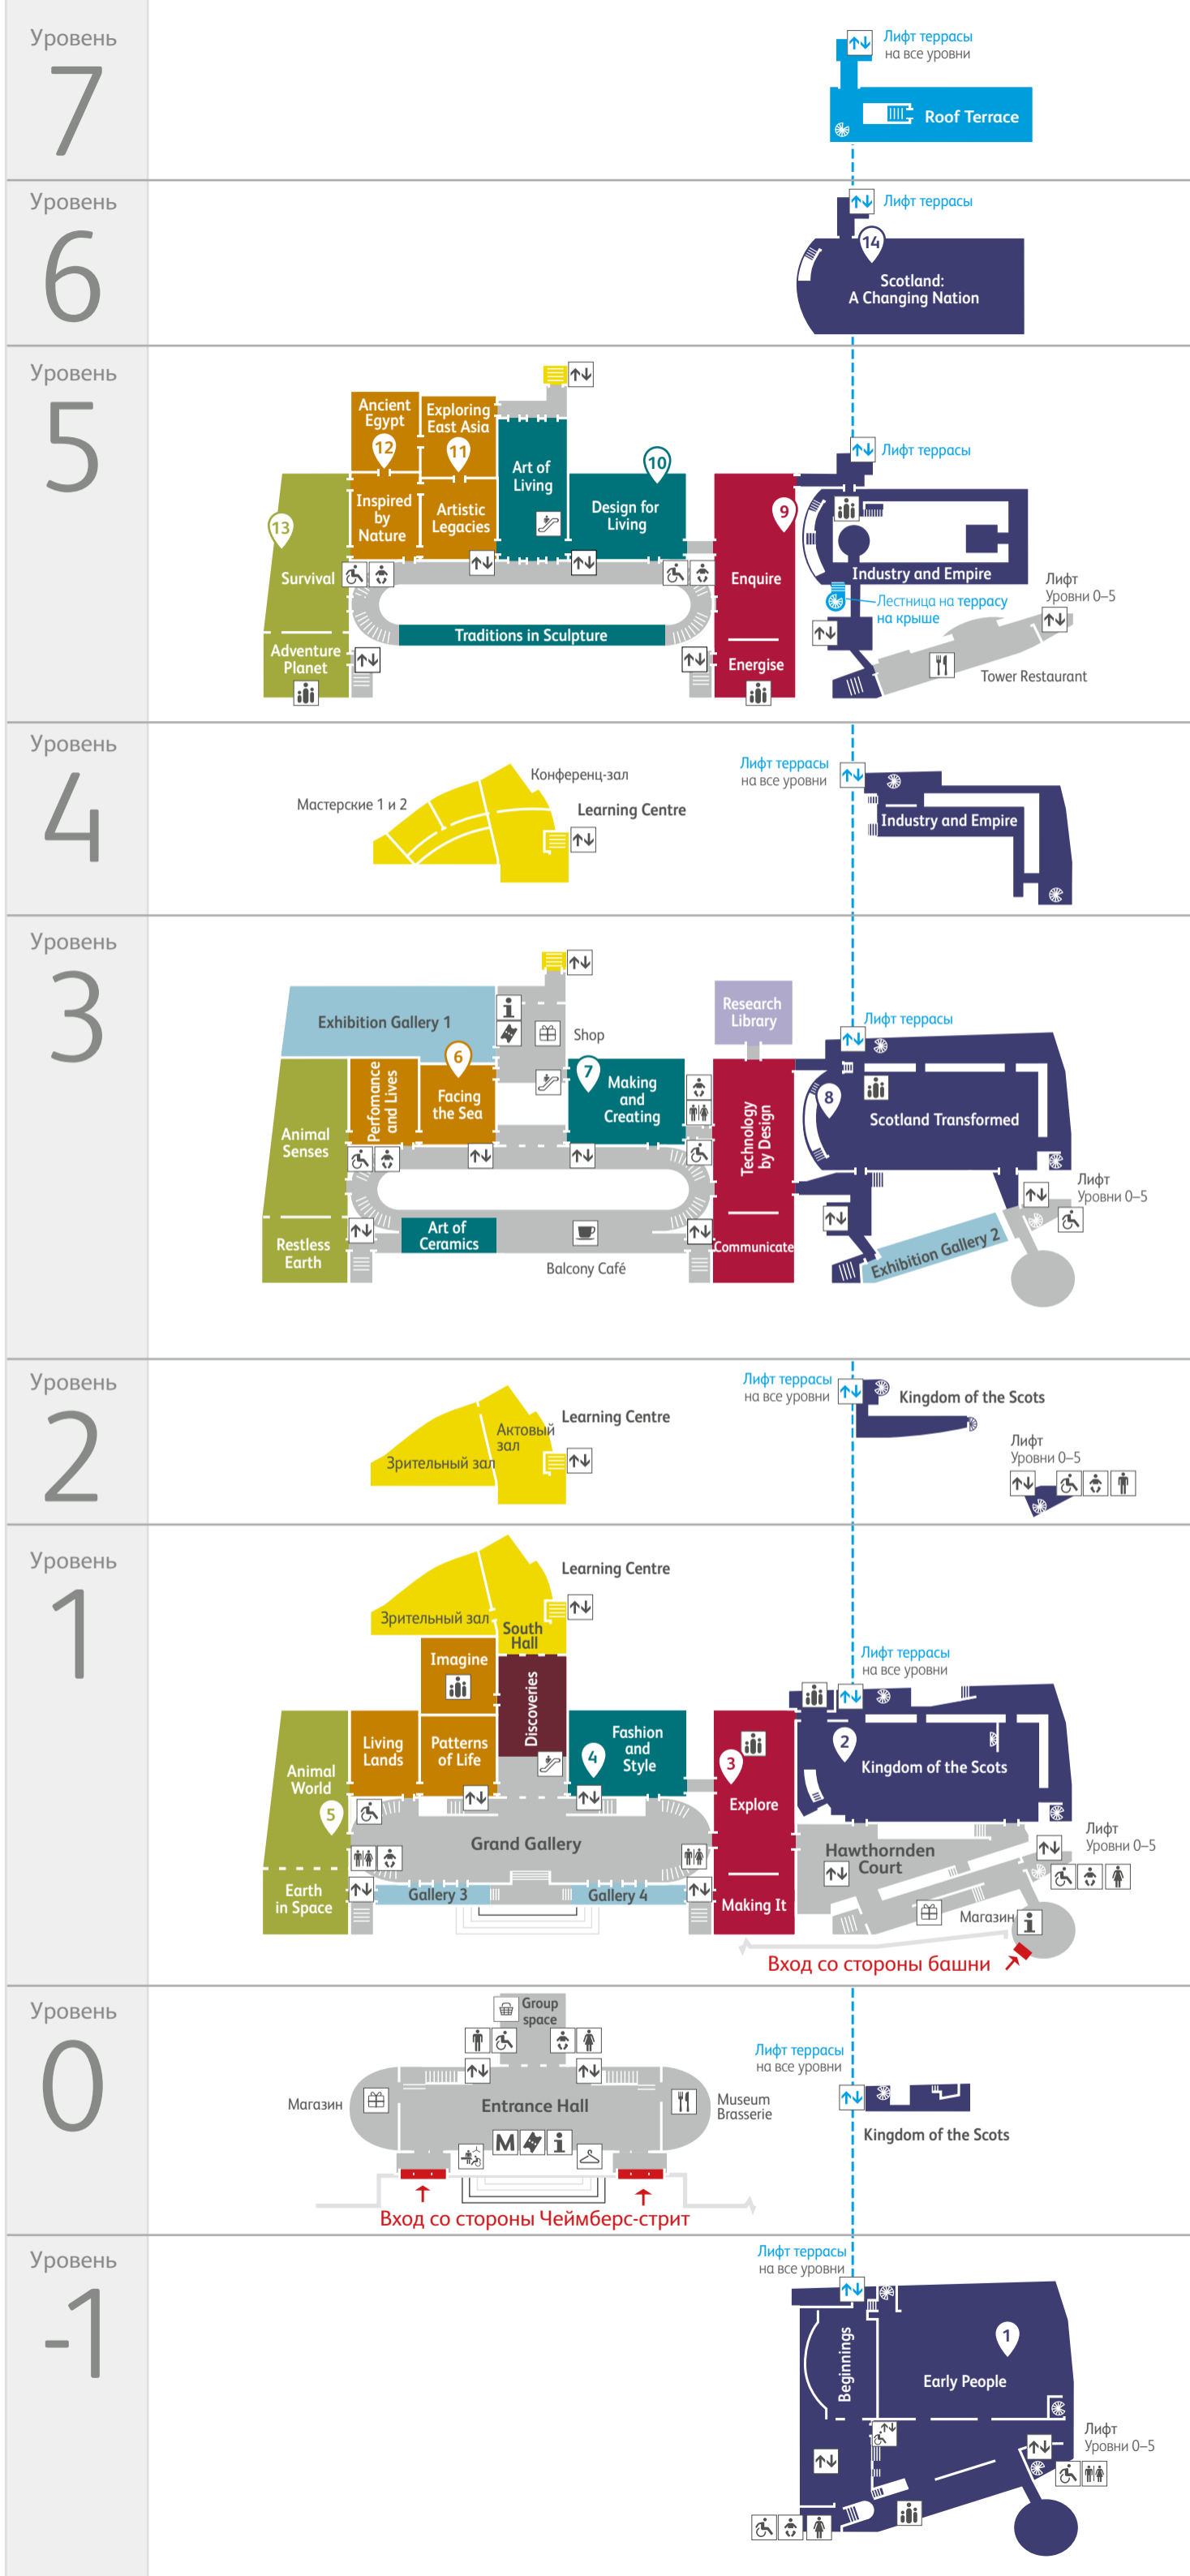 Уровень
7
Лифт террасы
на все уровни
Roof Terrace
Уровень
6
Лифт террасы
14
Scotland:
A Changing Nation
Уровень
5
Ancient
Egypt
12
Exploring
East Asia
11
Art of
Living
10
Design for
Living
Inspired
by
Nature
Artistic
Legacies
13
Survival
Adventure
Planet
Traditions in Sculpture
9
Enquire
Energise
Лифт террасы
Industry and Empire
Лестница на террасу
на крыше
Лифт
Уровни 0–5
Tower Restaurant
Уровень
4
Мастерские 1 и 2
Конференц-зал
Learning Centre
Лифт террасы
на все уровни
Industry and Empire
Уровень
3
Exhibition Gallery 1
Shop
6
Perfomance
and Lives
Facing
the Sea
7
Making
and
Creating
Animal
Senses
Restless
Earth
Art of
Ceramics
Balcony Café
Research
Library
Technology
by Design
Communicate
Лифт террасы
8
Scotland Transformed
Лифт
Уровни 0–5
Exhibition Gallery 2
Уровень
2
Learning Centre
Актовый
зал
Зрительный зал
Лифт террасы
на все уровни
Kingdom of the Scots
Лифт
Уровни 0–5
Уровень
1
Learning Centre
Зрительный зал
South
Hall
Imagine
Discoveries
Living
Lands
Patterns
of Life
4
Fashion
and
Style
Animal
World
5
Earth
in Space
Grand Gallery
Gallery 3
Gallery 4
3
Explore
Making It
Лифт террасы
на все уровни
2
Kingdom of the Scots
Hawthornden
Court
Лифт
Уровни 0–5
Магазин
Вход со стороны башни
Уровень
0
Group
space
Магазин
Entrance Hall
Museum
Brasserie
M
Вход со стороны Чеймберс-стрит
Лифт террасы
на все уровни
Kingdom of the Scots
Уровень
-1
Лифт террасы
на все уровни
Beginnings
1
Early People
Лифт
Уровни 0–5